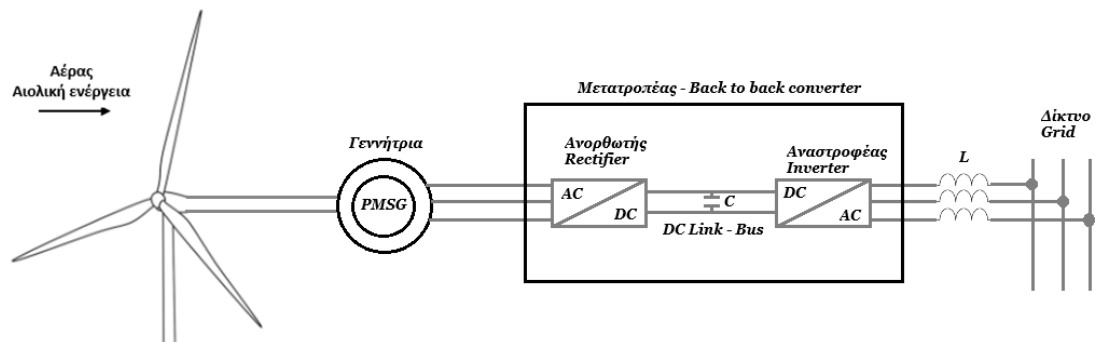 Αέρας
Αιολική ενέργεια
Γεννήτρια
PMSG
Μετατροπέας - Back to back converter
Ανορθωτής
Rectifier
AC
DC
C
DC Link - Bus
Αναστροφέας
Inverter
DC
AC
L
Δίκτυο
Grid